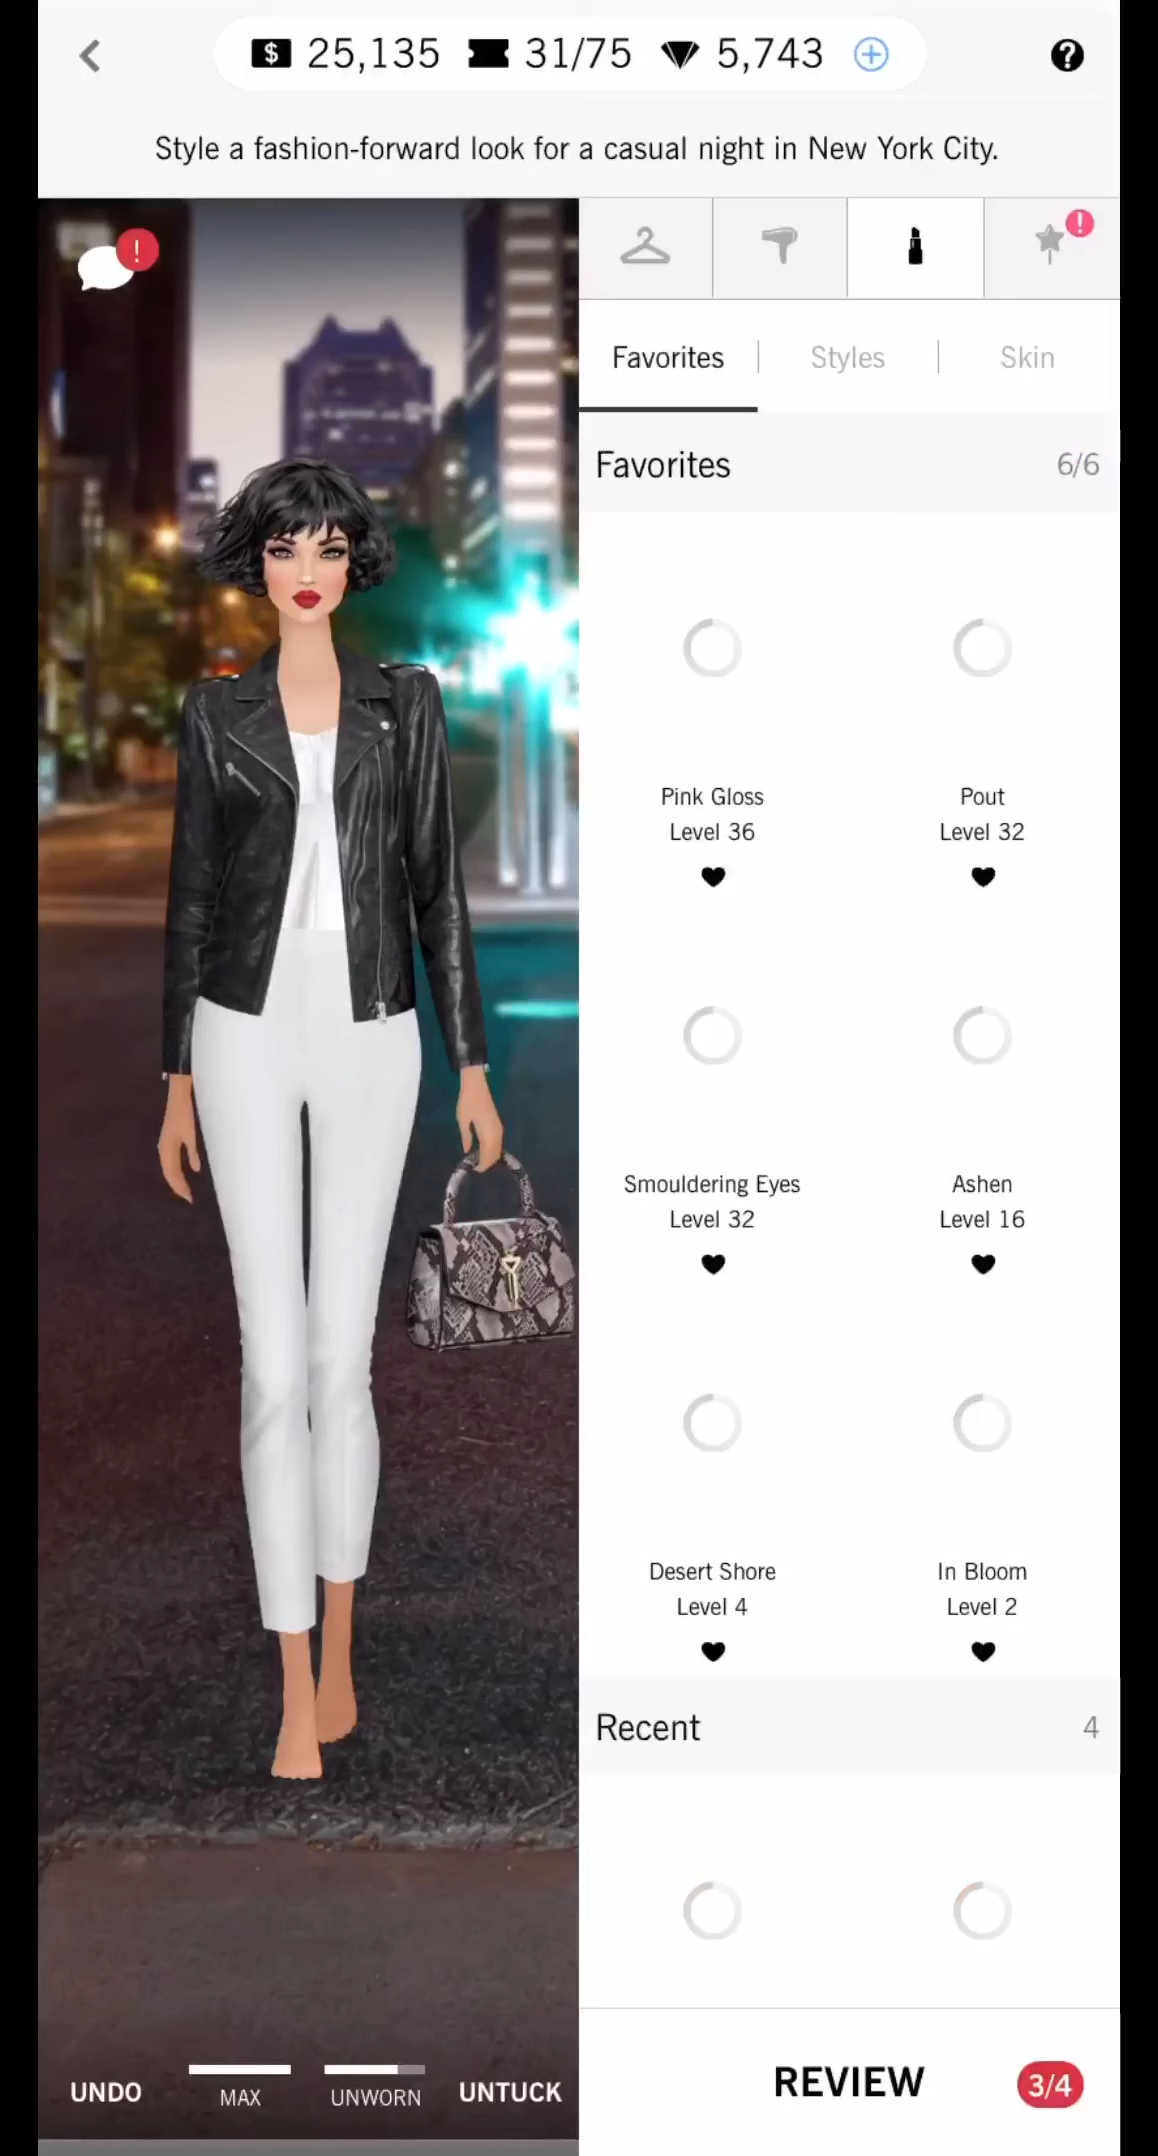 $ 25,135 31/75 5,743
?
Style a fashion-forward look for a casual night in New York City.
!
!
Favorites Styles Skin
Favorites 6/6
Pink Gloss Pout
Level 36 Level 32
Smouldering Eyes Ashen
Level 32 Level 16
Desert Shore In Bloom
Level 4 Level 2
Recent 4
UNDO MAX UNWORN UNTUCK
REVIEW 3/4